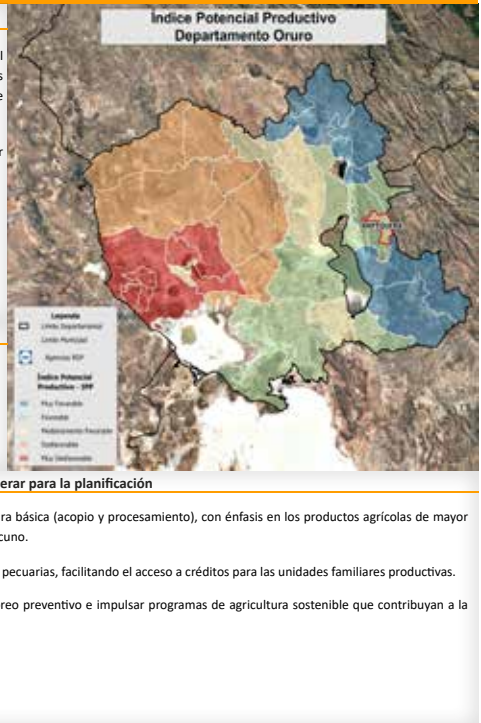 Índice Potencial Productivo
Departamento Oruro
l
s
e
r
Leyenda
Límite Departamental
Límite Municipal
Agencias BDP
Índice Potencial
Productivo - IPP
Muy Favorable
Favorable
Medianamente Favorable
Desfavorable
Muy Desfavorable
erar para la planificación
ra básica (acopio y procesamiento), con énfasis en los productos agrícolas de mayor
cuno.
pecuarias, facilitando el acceso a créditos para las unidades familiares productivas.
reo preventivo e impulsar programas de agricultura sostenible que contribuyan a la